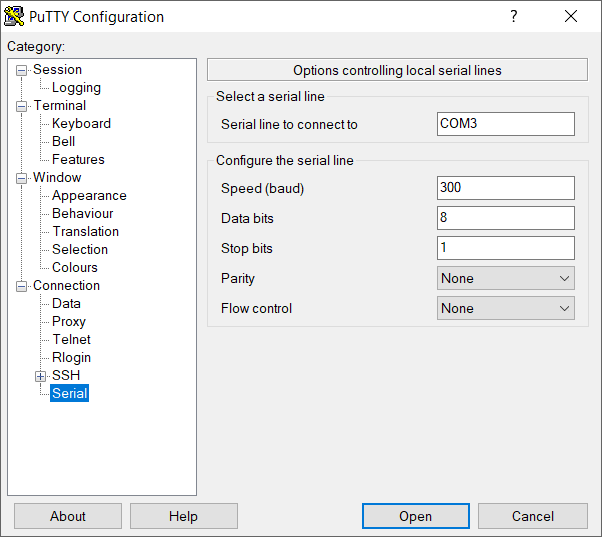 PuTTY Configuration
?
Category:
Session
Logging
Terminal
Keyboard
Bell
Features
Window
Appearance
Behaviour
Translation
Selection
Colours
Connection
Data
Proxy
Telnet
Rlogin
SSH
Serial
Options controlling local serial lines
Select a serial line
Serial line to connect to COM3
Configure the serial line
Speed (baud) 300
Data bits 8
Stop bits 1
Parity None
Flow control None
About Help Open Cancel